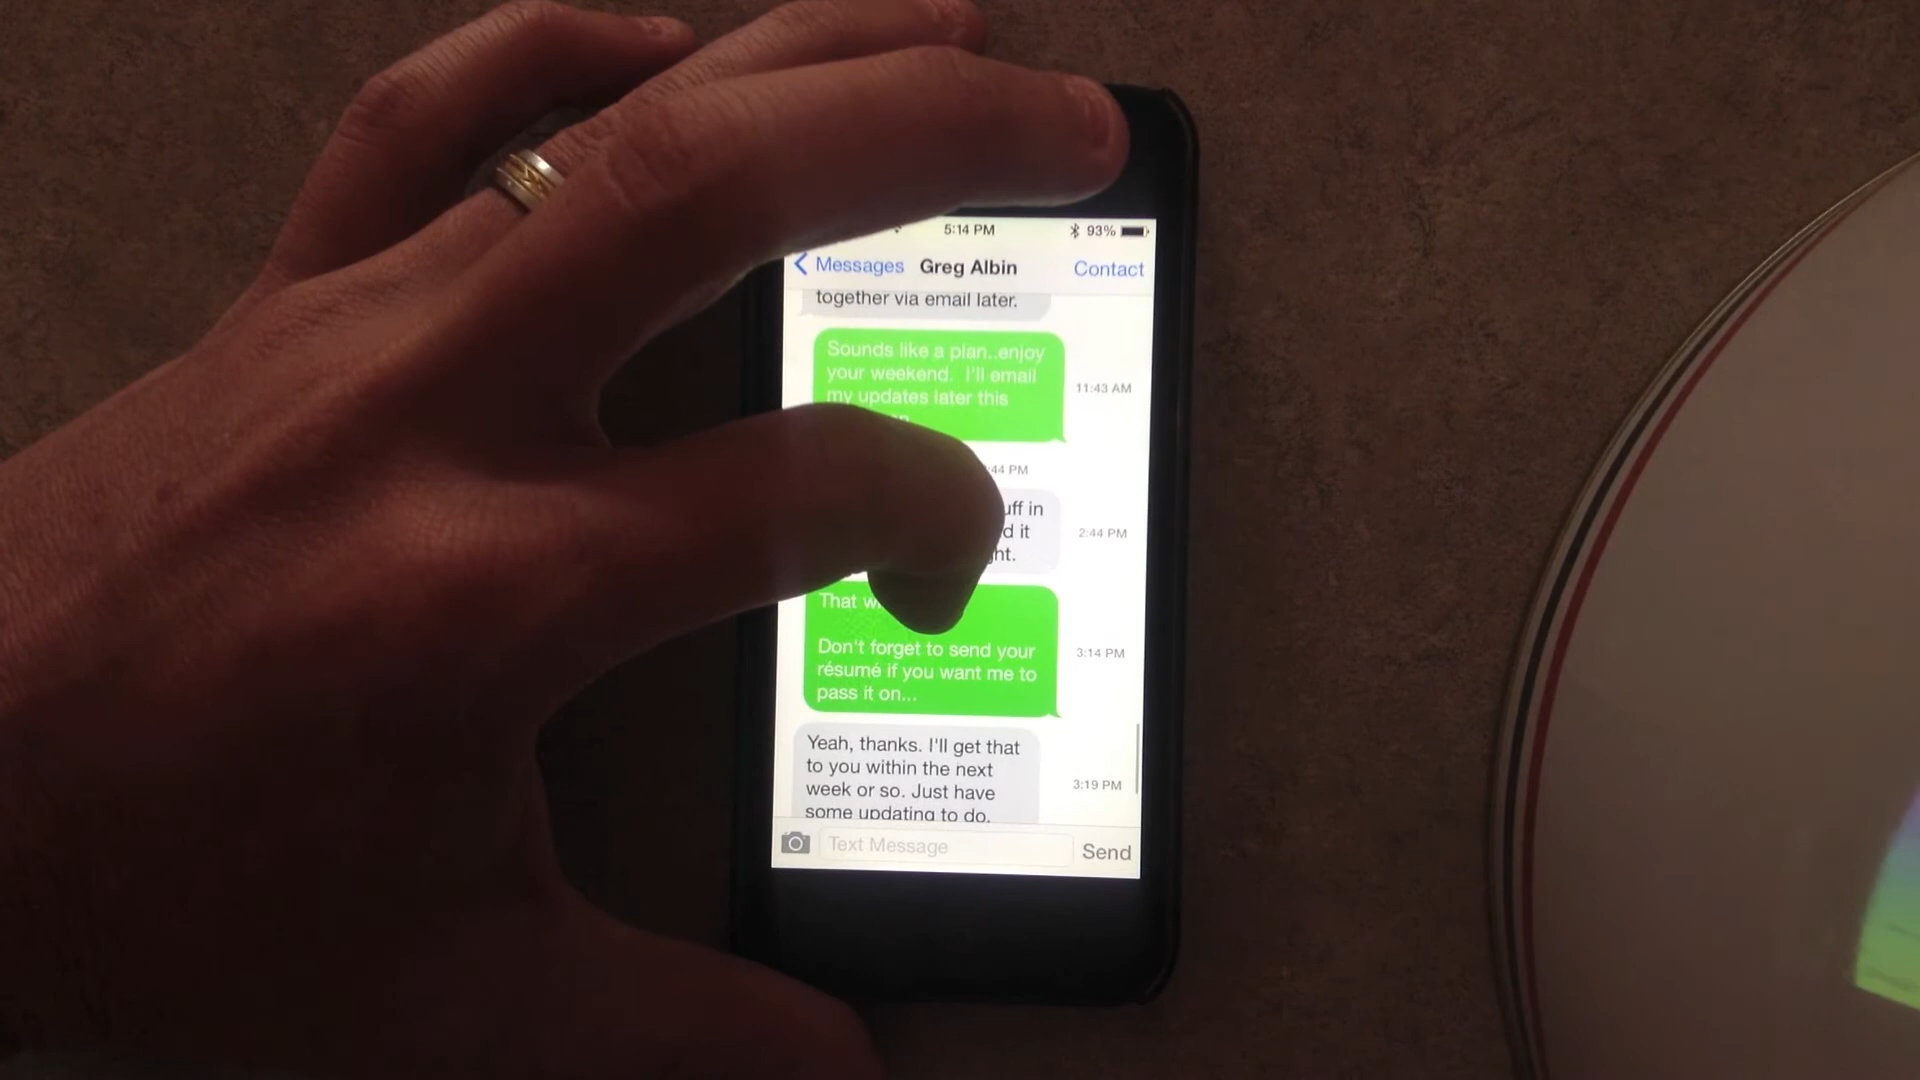 5:14 PM
93%
Messages Greg Albin Contact
together via email later.
Sounds like a plan..enjoy
your weekend. I'll email
my updates later this
11:43 AM
:44 PM
in
it
2:44 PM
That
Don't forget to send your
résumé if you want me to
pass it on...
3:14 PM
Yeah, thanks. I'll get that
to you within the next
week or so. Just have
some updating to do.
3:19 PM
Text Message
Send